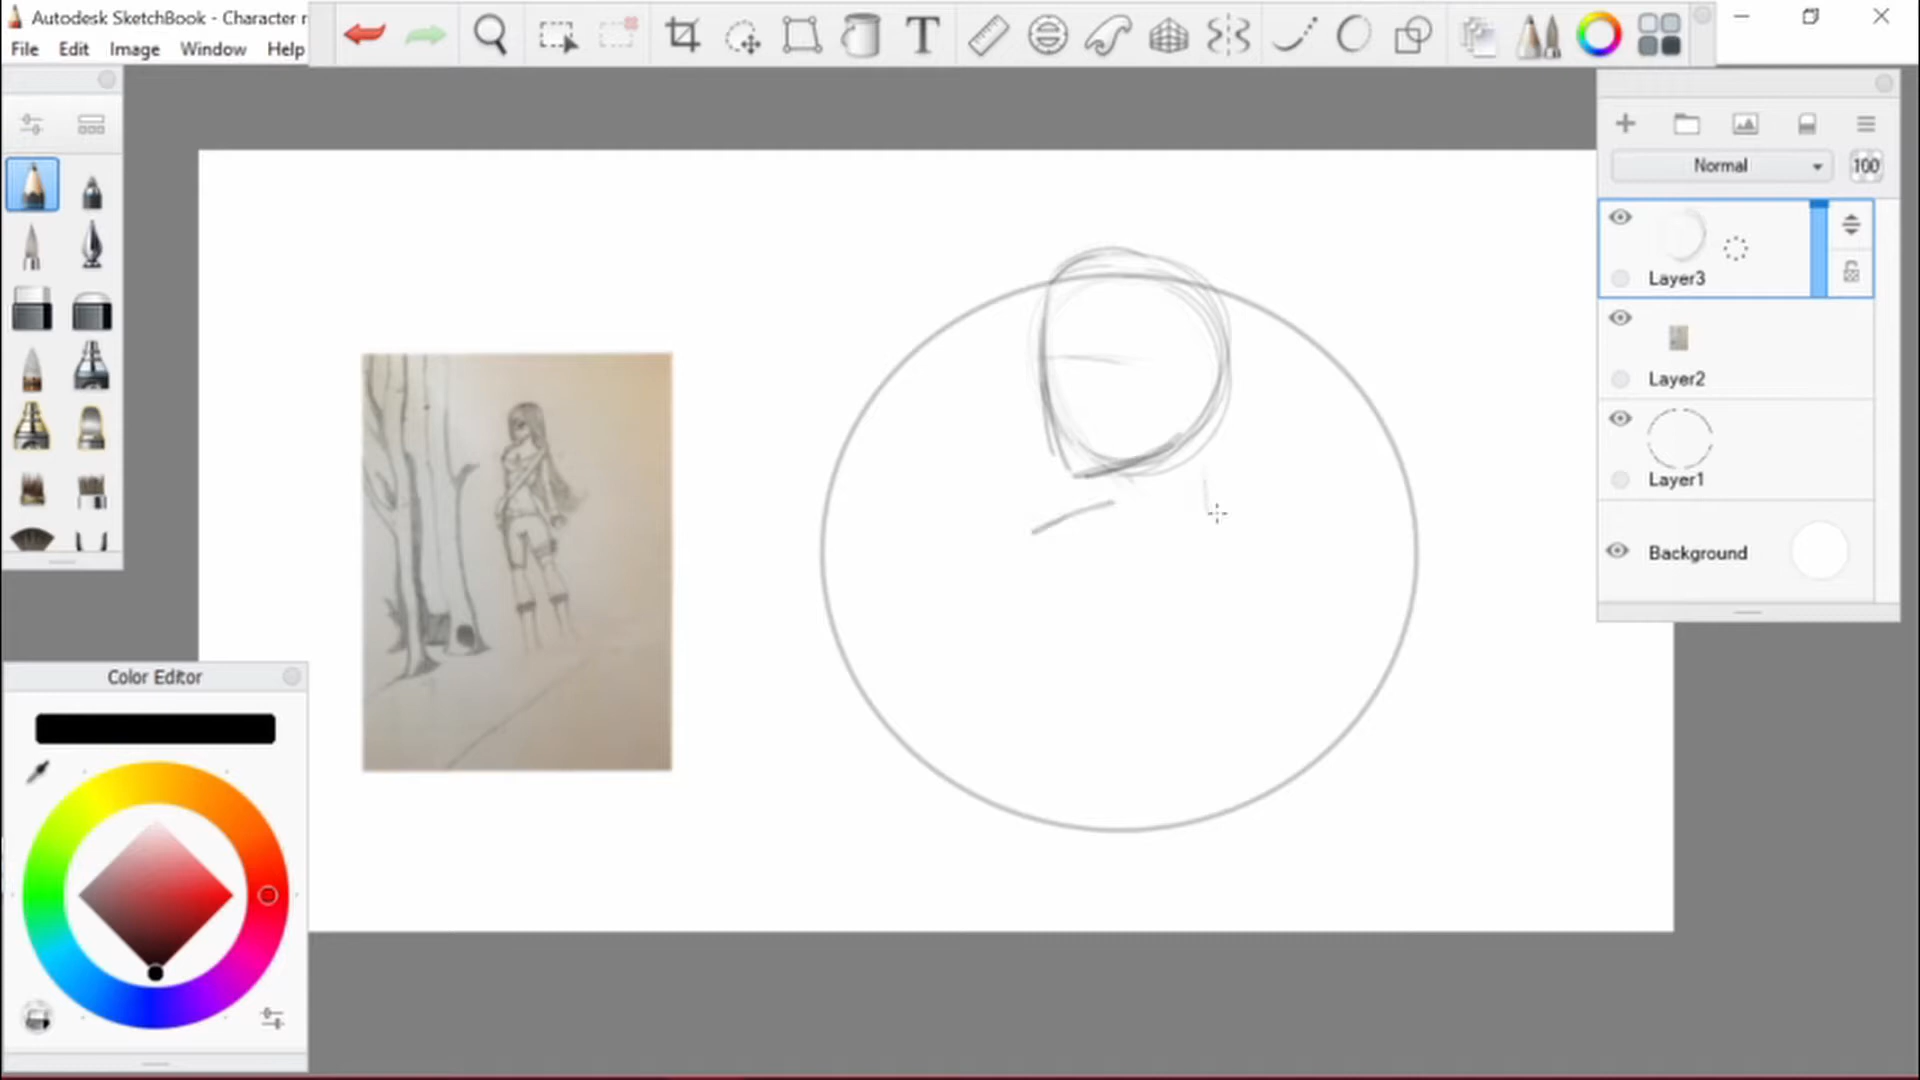 Autodesk SketchBook - Character r
File Edit Image Window Help
T
Normal 100
Layer3
Layer2
Layer1
Background
Color Editor